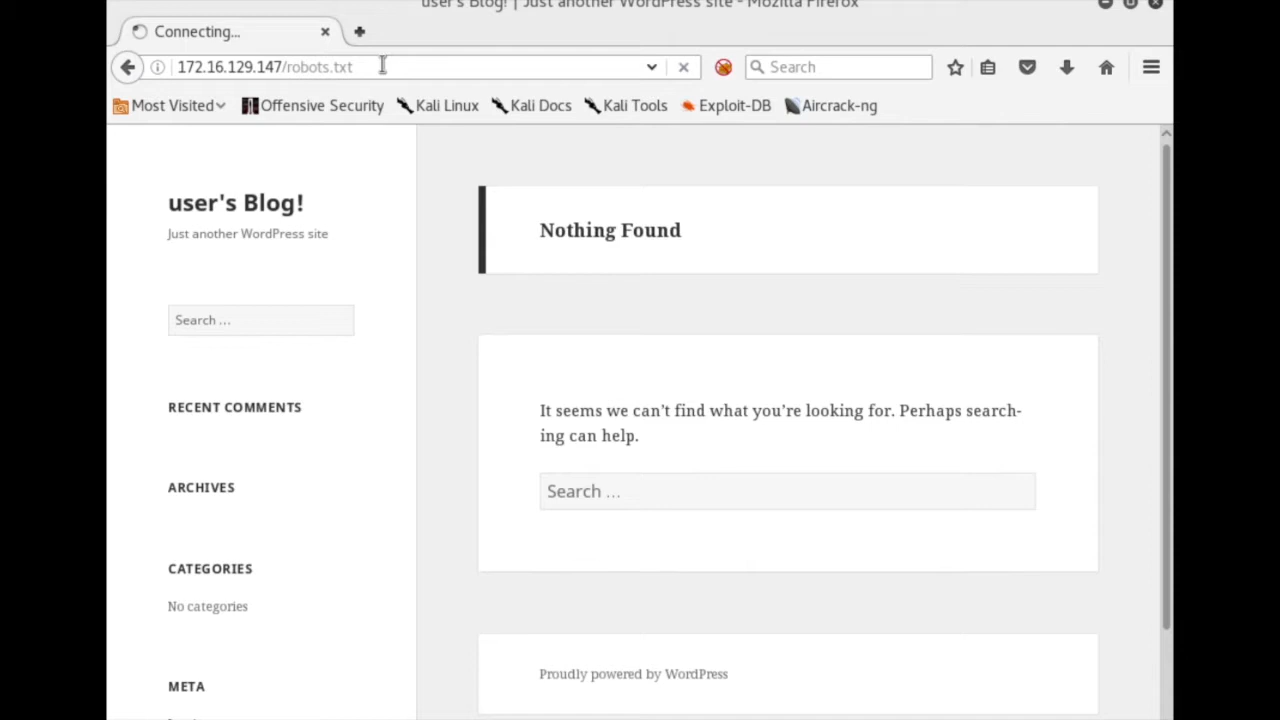 user's Blog! | Just another WordPress site - Mozilla Firefox
Connecting...
172.16.129.147/robots.txt
Search
Most Visited
Offensive Security
Kali Linux
Kali Docs
Kali Tools
Exploit-DB
Aircrack-ng
user's Blog!
Just another WordPress site
Search ...
RECENT COMMENTS
ARCHIVES
CATEGORIES
No categories
META
Nothing Found
It seems we can’t find what you’re looking for. Perhaps search-
ing can help.
Search ...
Proudly powered by WordPress